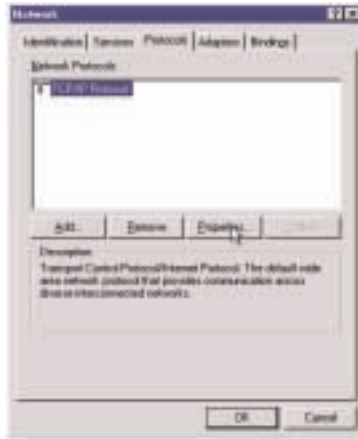 Network
Identification Services Protocols Adapters Bindings
Network Protocols:
TCP/IP Protocol
Add... Remove Properties...
Description:
Transport Control Protocol/Internet Protocol. The default wide
area network protocol that provides communication across
diverse interconnected networks.
OK Cancel